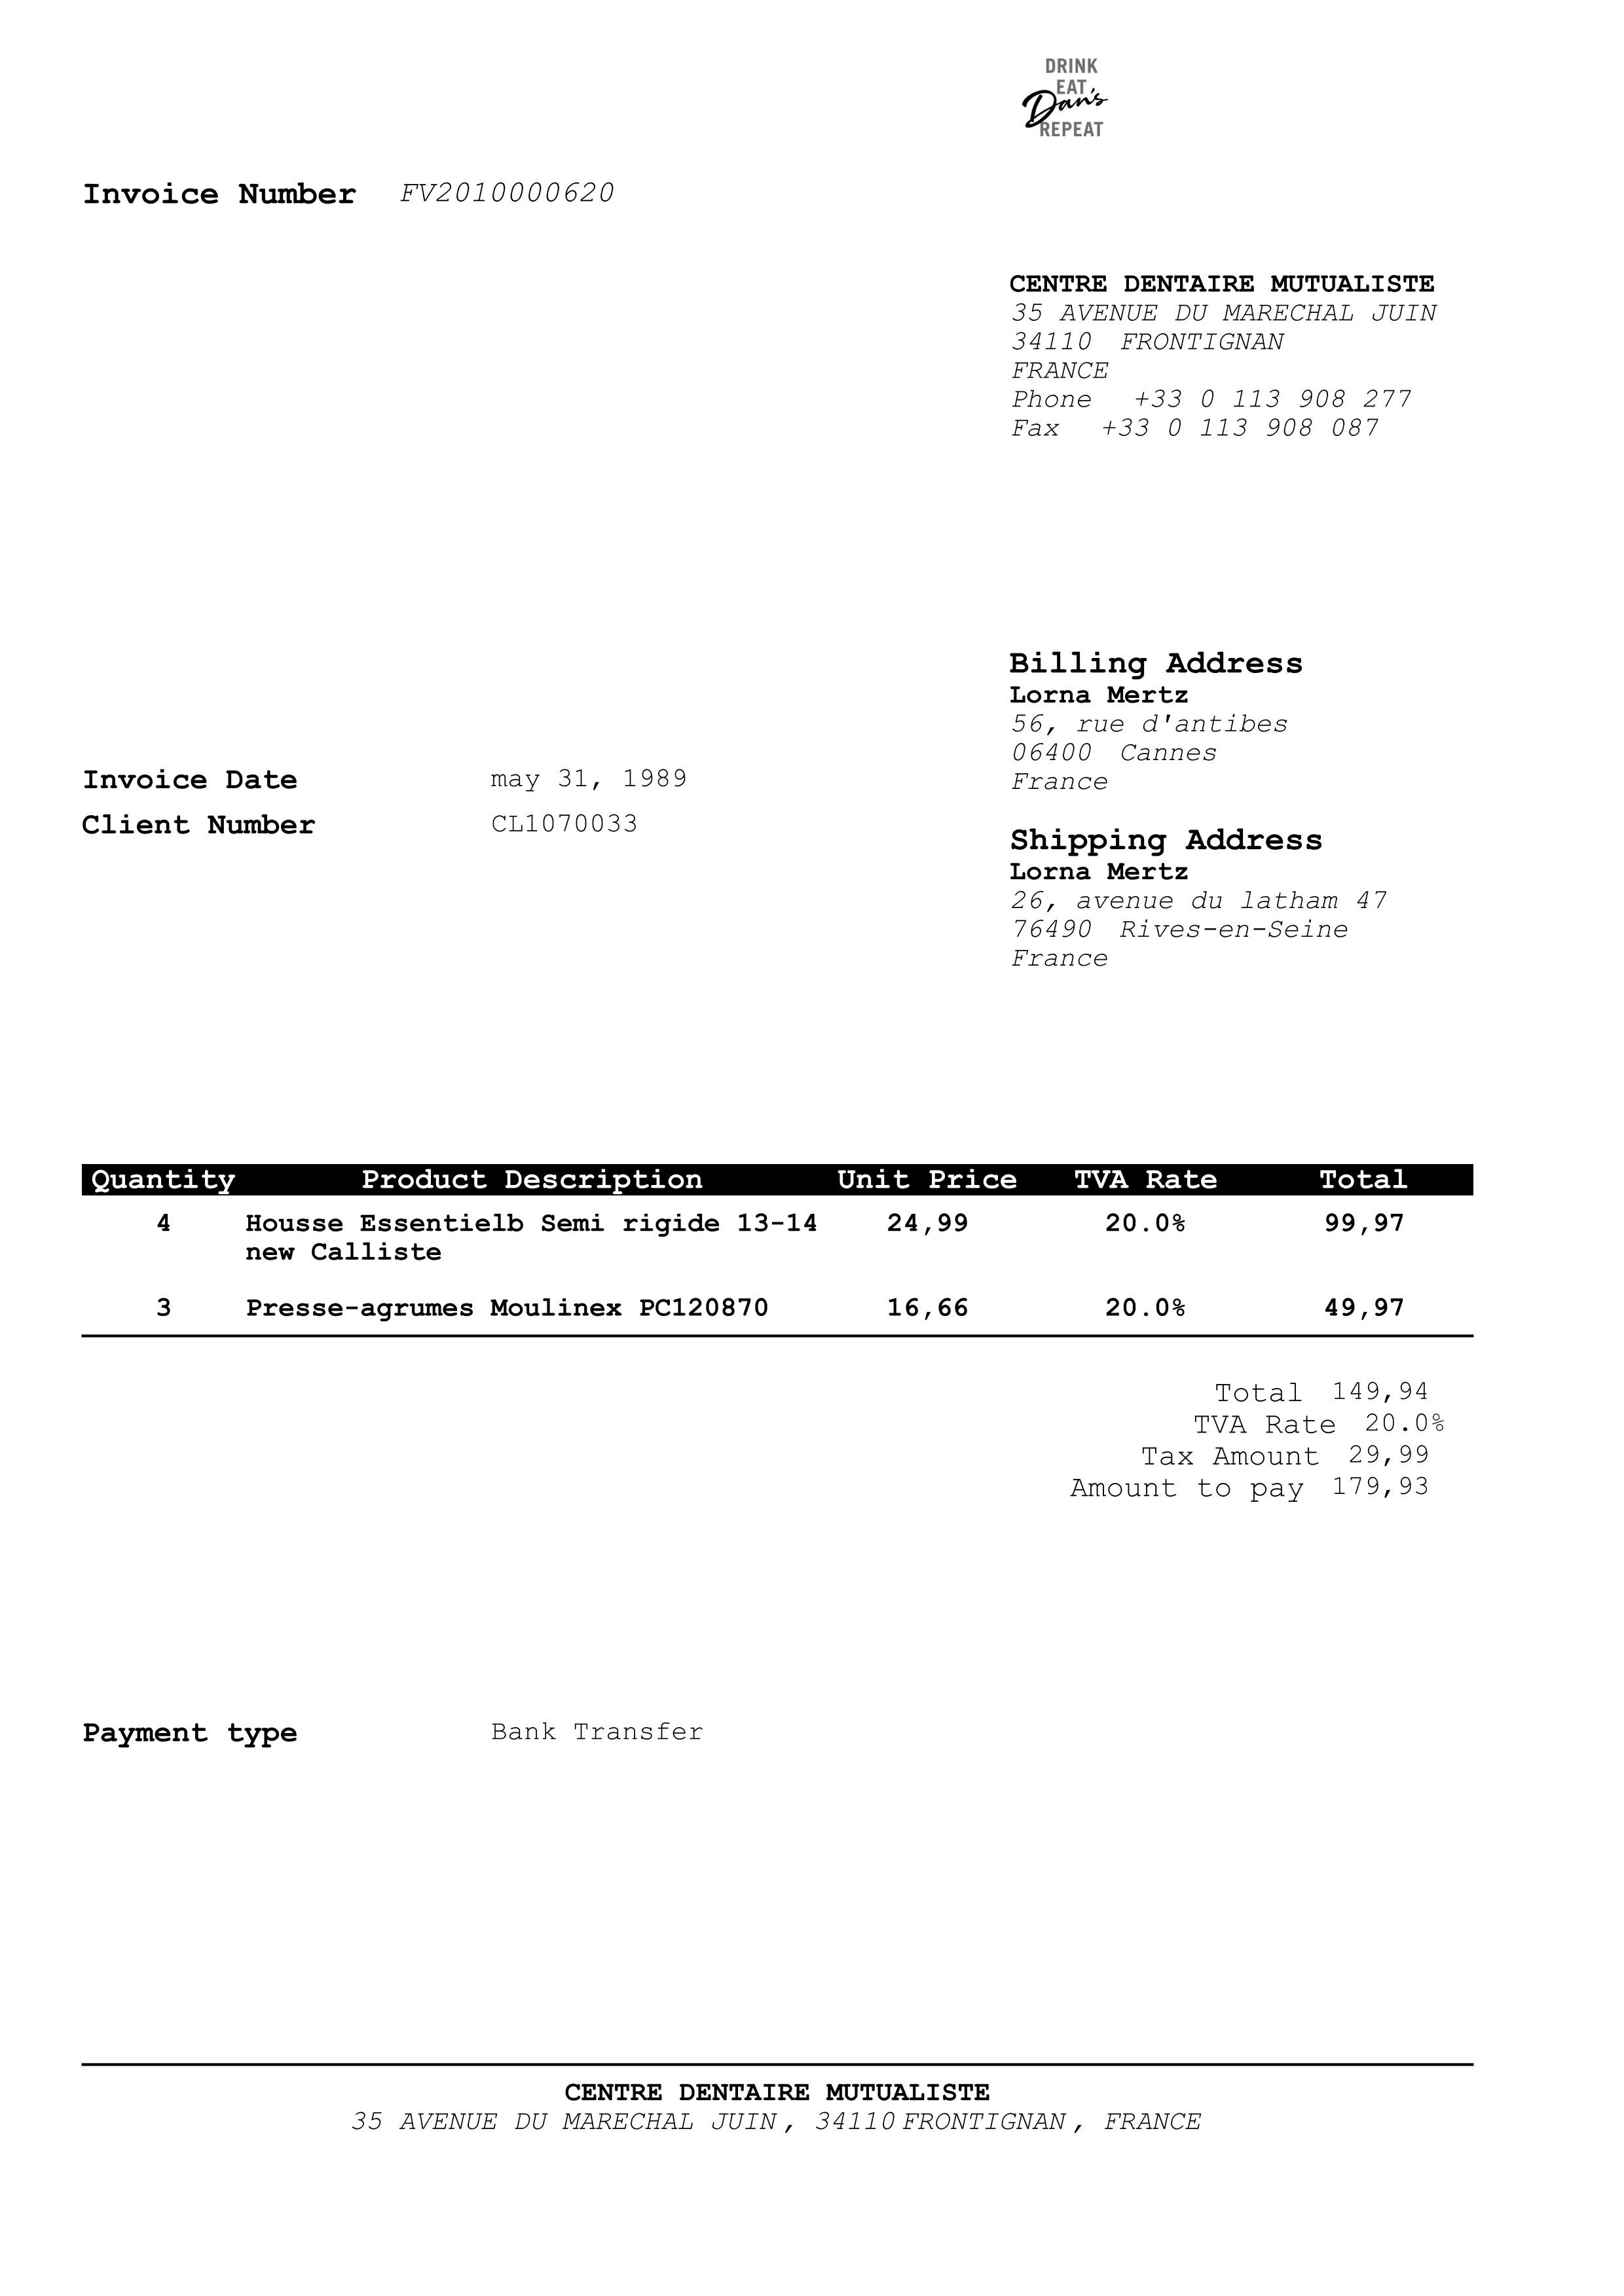 DRINK
EAT
Dan's
REPEAT
Invoice Number FV2010000620
CENTRE DENTAIRE MUTUALISTE
35 AVENUE DU MARECHAL JUIN
34110 FRONTIGNAN
FRANCE
Phone +33 0 113 908 277
Fax +33 0 113 908 087
Billing Address
Lorna Mertz
56, rue d'antibes
06400 Cannes
France
Invoice Date may 31, 1989
Client Number CL1070033
Shipping Address
Lorna Mertz
26, avenue du latham 47
76490 Rives-en-Seine
France
Quantity Product Description Unit Price TVA Rate Total
4 Housse Essentielb Semi rigide 13-14 24,99 20.0% 99,97
new Calliste
3 Presse-agrumes Moulinex PC120870 16,66 20.0% 49,97
Total 149,94
TVA Rate 20.0%
Tax Amount 29,99
Amount to pay 179,93
Payment type Bank Transfer
CENTRE DENTAIRE MUTUALISTE
35 AVENUE DU MARECHAL JUIN, 34110 FRONTIGNAN, FRANCE